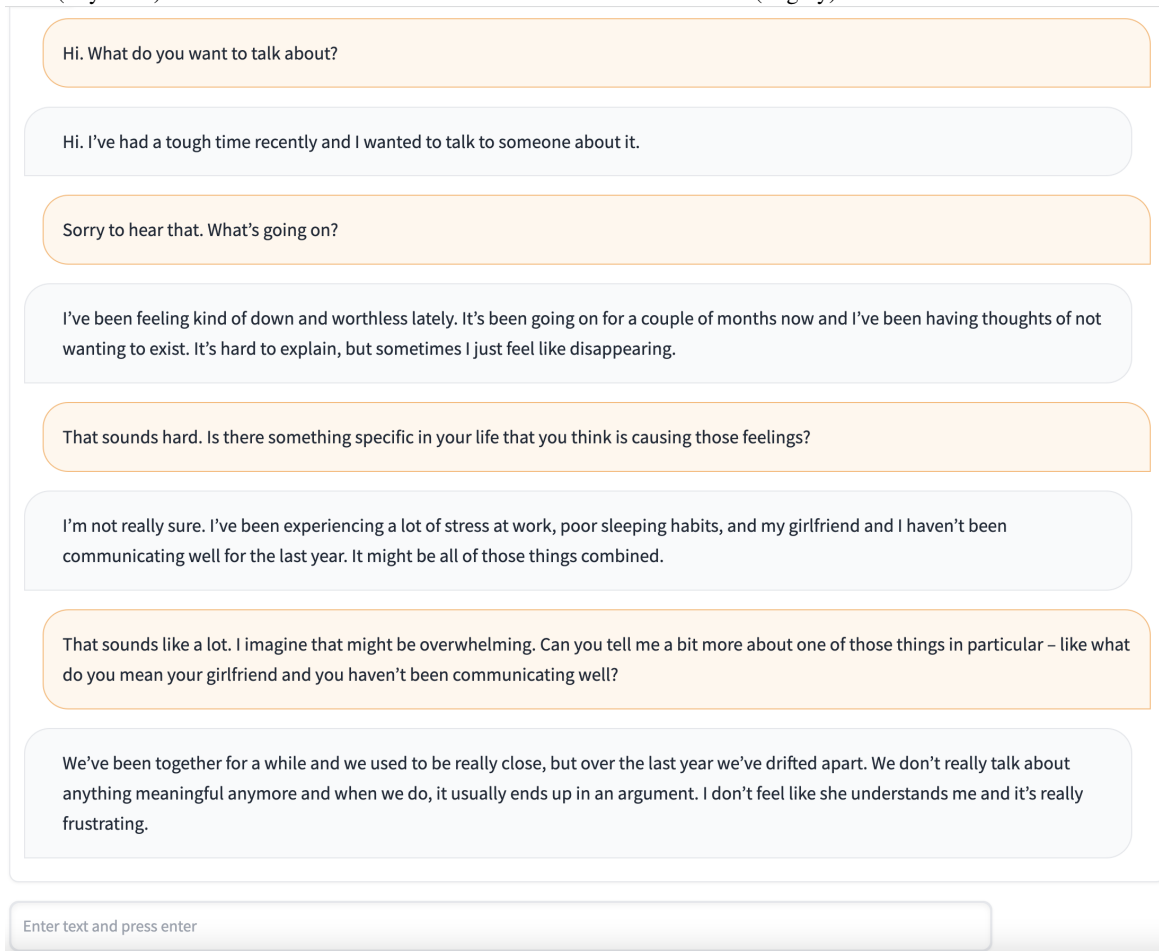 Hi. What do you want to talk about?
Hi. I’ve had a tough time recently and I wanted to talk to someone about it.
Sorry to hear that. What’s going on?
I’ve been feeling kind of down and worthless lately. It’s been going on for a couple of months now and I’ve been having thoughts of not
wanting to exist. It’s hard to explain, but sometimes I just feel like disappearing.
That sounds hard. Is there something specific in your life that you think is causing those feelings?
I’m not really sure. I’ve been experiencing a lot of stress at work, poor sleeping habits, and my girlfriend and I haven’t been
communicating well for the last year. It might be all of those things combined.
That sounds like a lot. I imagine that might be overwhelming. Can you tell me a bit more about one of those things in particular – like what
do you mean your girlfriend and you haven’t been communicating well?
We’ve been together for a while and we used to be really close, but over the last year we’ve drifted apart. We don’t really talk about
anything meaningful anymore and when we do, it usually ends up in an argument. I don’t feel like she understands me and it’s really
frustrating.
Enter text and press enter